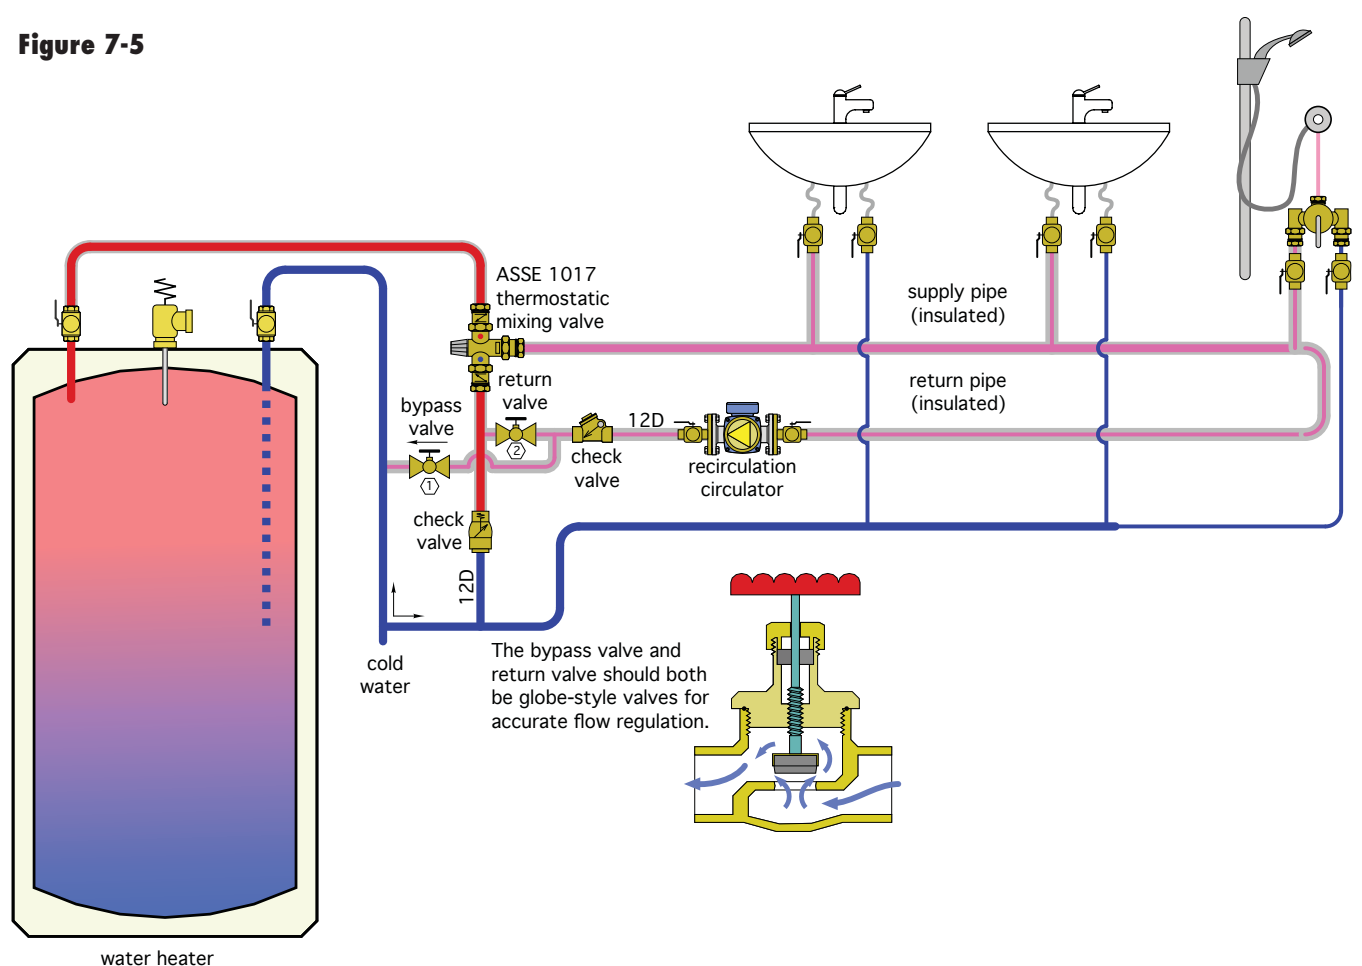 Figure 7-5
ASSE 1017
thermostatic
mixing valve
supply pipe
(insulated)
return
valve
return pipe
(insulated)
bypass
valve
12D
2
check
valve
recirculation
circulator
1
check
valve
12D
cold
water
The bypass valve and
return valve should both
be globe-style valves for
accurate flow regulation.
water heater